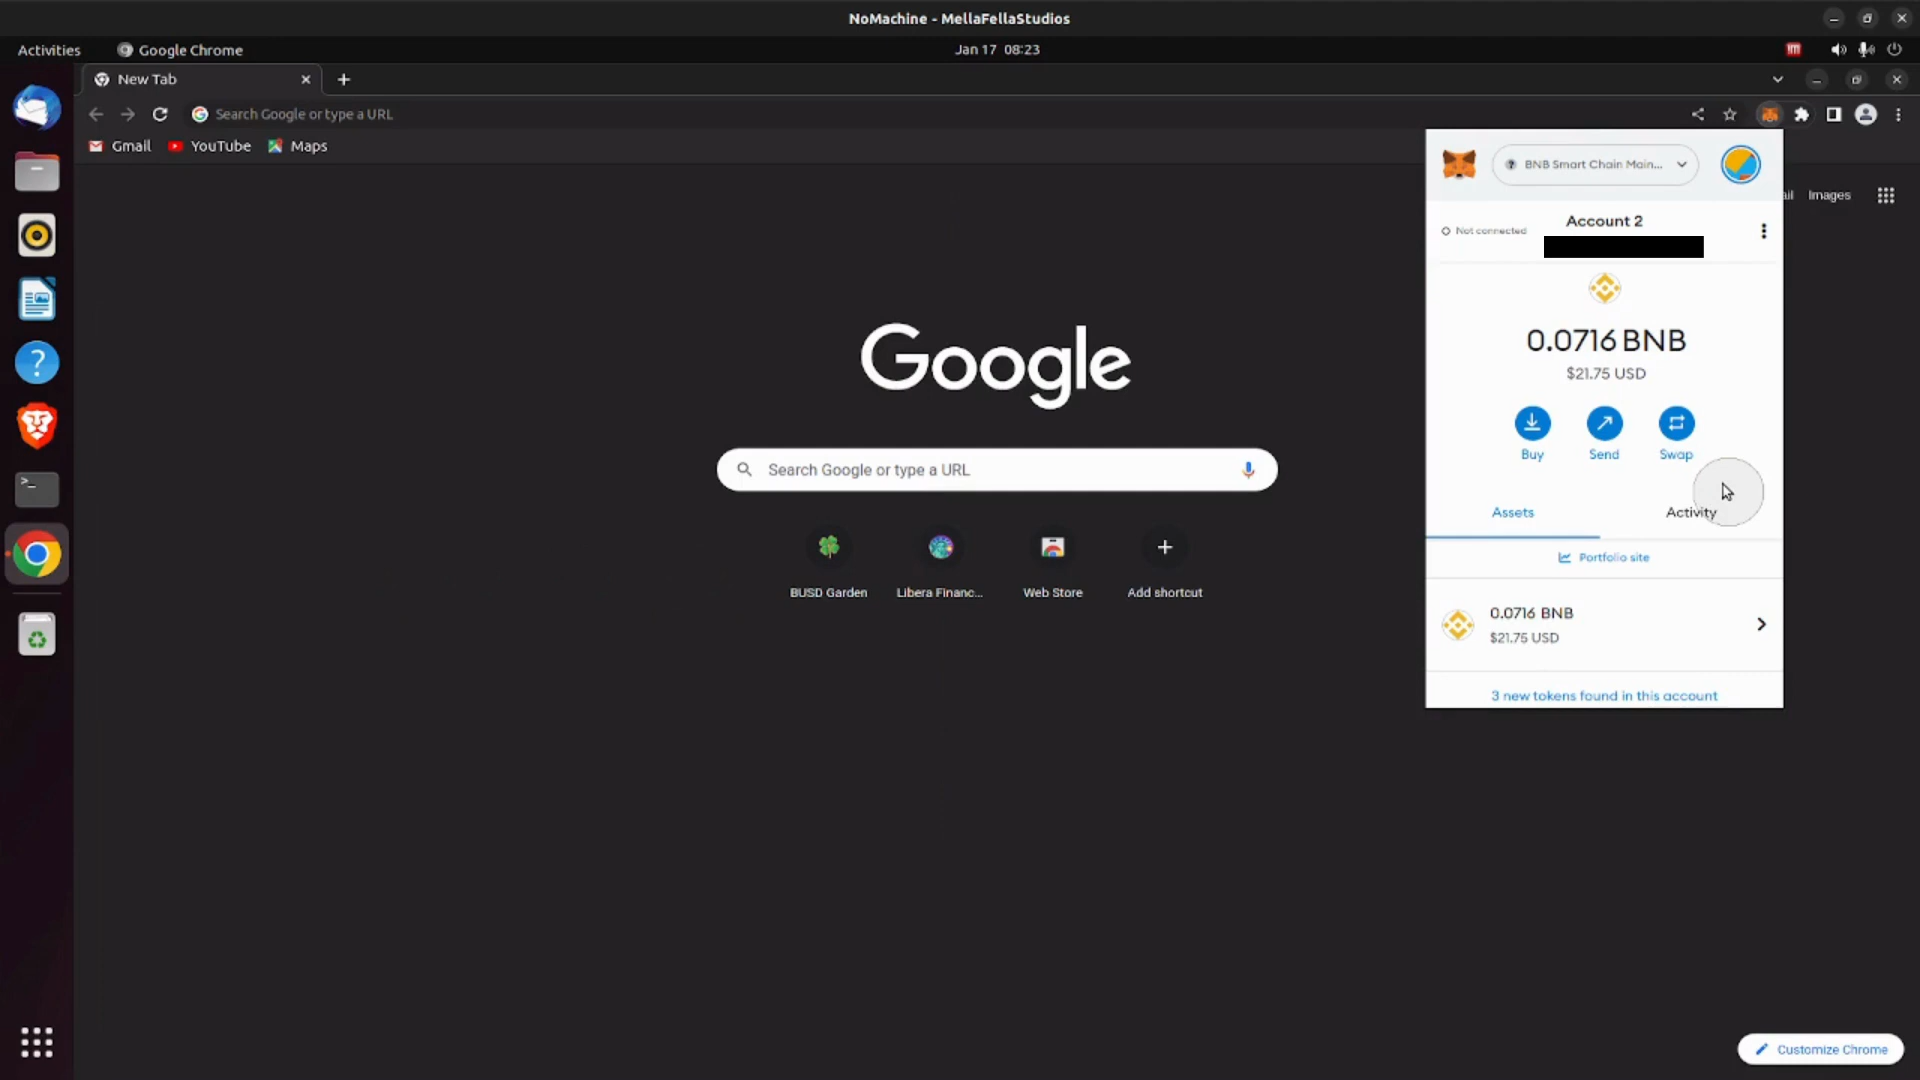 NoMachine - MellaFellaStudios
Activities
Google Chrome
Jan 17 08:23
New Tab
Search Google or type a URL
Gmail
YouTube
Maps
BNB Smart Chain Main...
Images
Not connected
Account 2
0.0716 BNB
$21.75 USD
Buy
Send
Swap
Assets
Activity
Portfolio site
0.0716 BNB
$21.75 USD
3 new tokens found in this account
Google
Search Google or type a URL
BUSD Garden
Libera Financ...
Web Store
Add shortcut
Customize Chrome